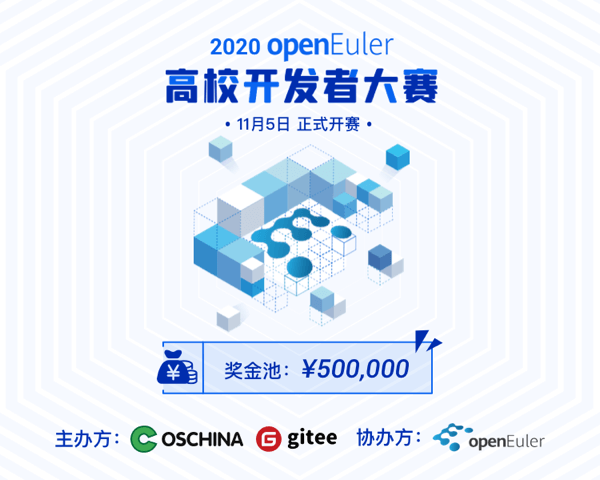 2020 openEuler
高校开发者大赛
• 11月5日 正式开赛 •
¥ 奖金池：¥500,000
主办方： OSCHINA gitee 协办方： openEuler